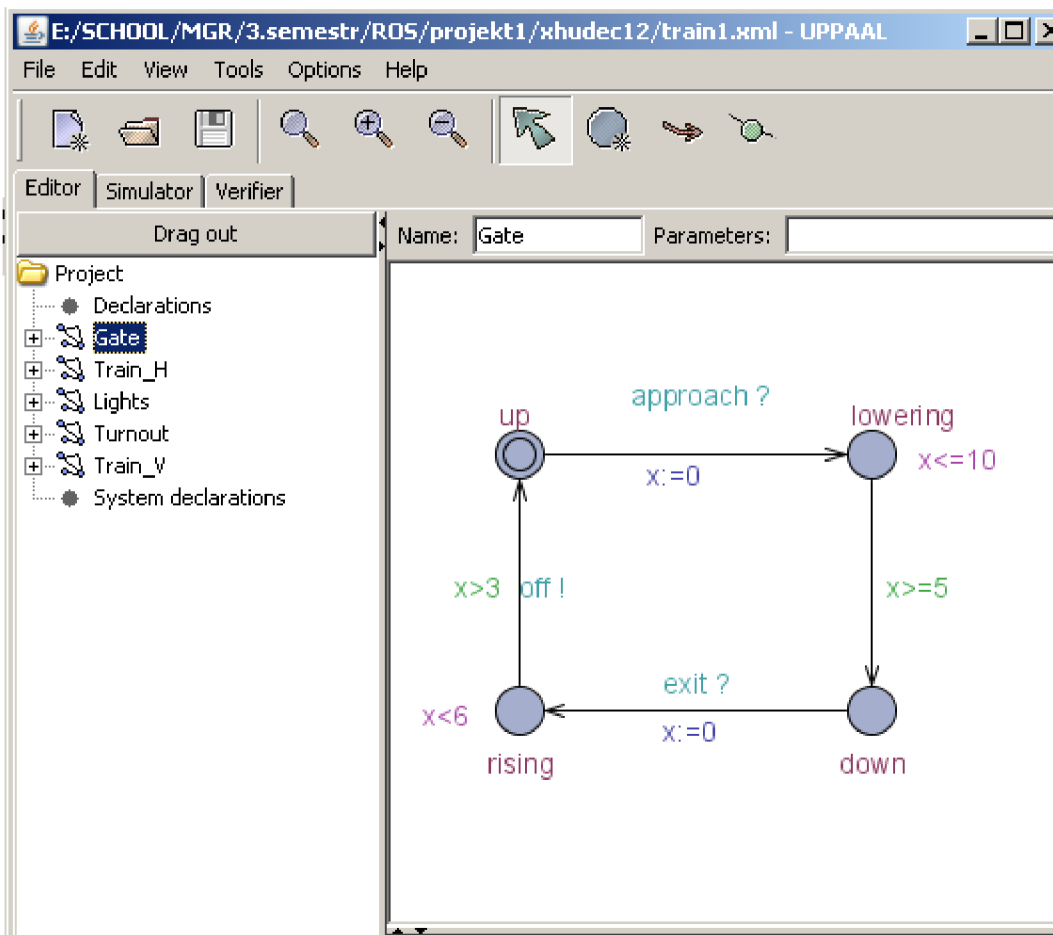 E:/SCHOOL/MGR/3.semestr/ROS/projekt1/xhudec12/train1.xml - UPPAAL
File Edit View Tools Options Help
Editor Simulator Verifier
Drag out
Name: Gate Parameters:
Project
Declarations
Gate
Train_H
Lights
Turnout
Train_V
System declarations
approach ?
up
lowering
x:=0
x<=10
x>3
off !
x>=5
exit ?
x<6
x:=0
rising
down